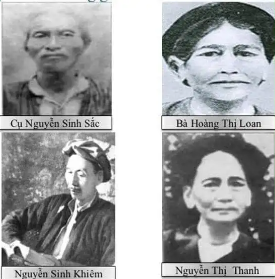 Cụ Nguyễn Sinh Sắc
Bà Hoàng Thị Loan
Nguyễn Sinh Khiêm
Nguyễn Thị Thanh